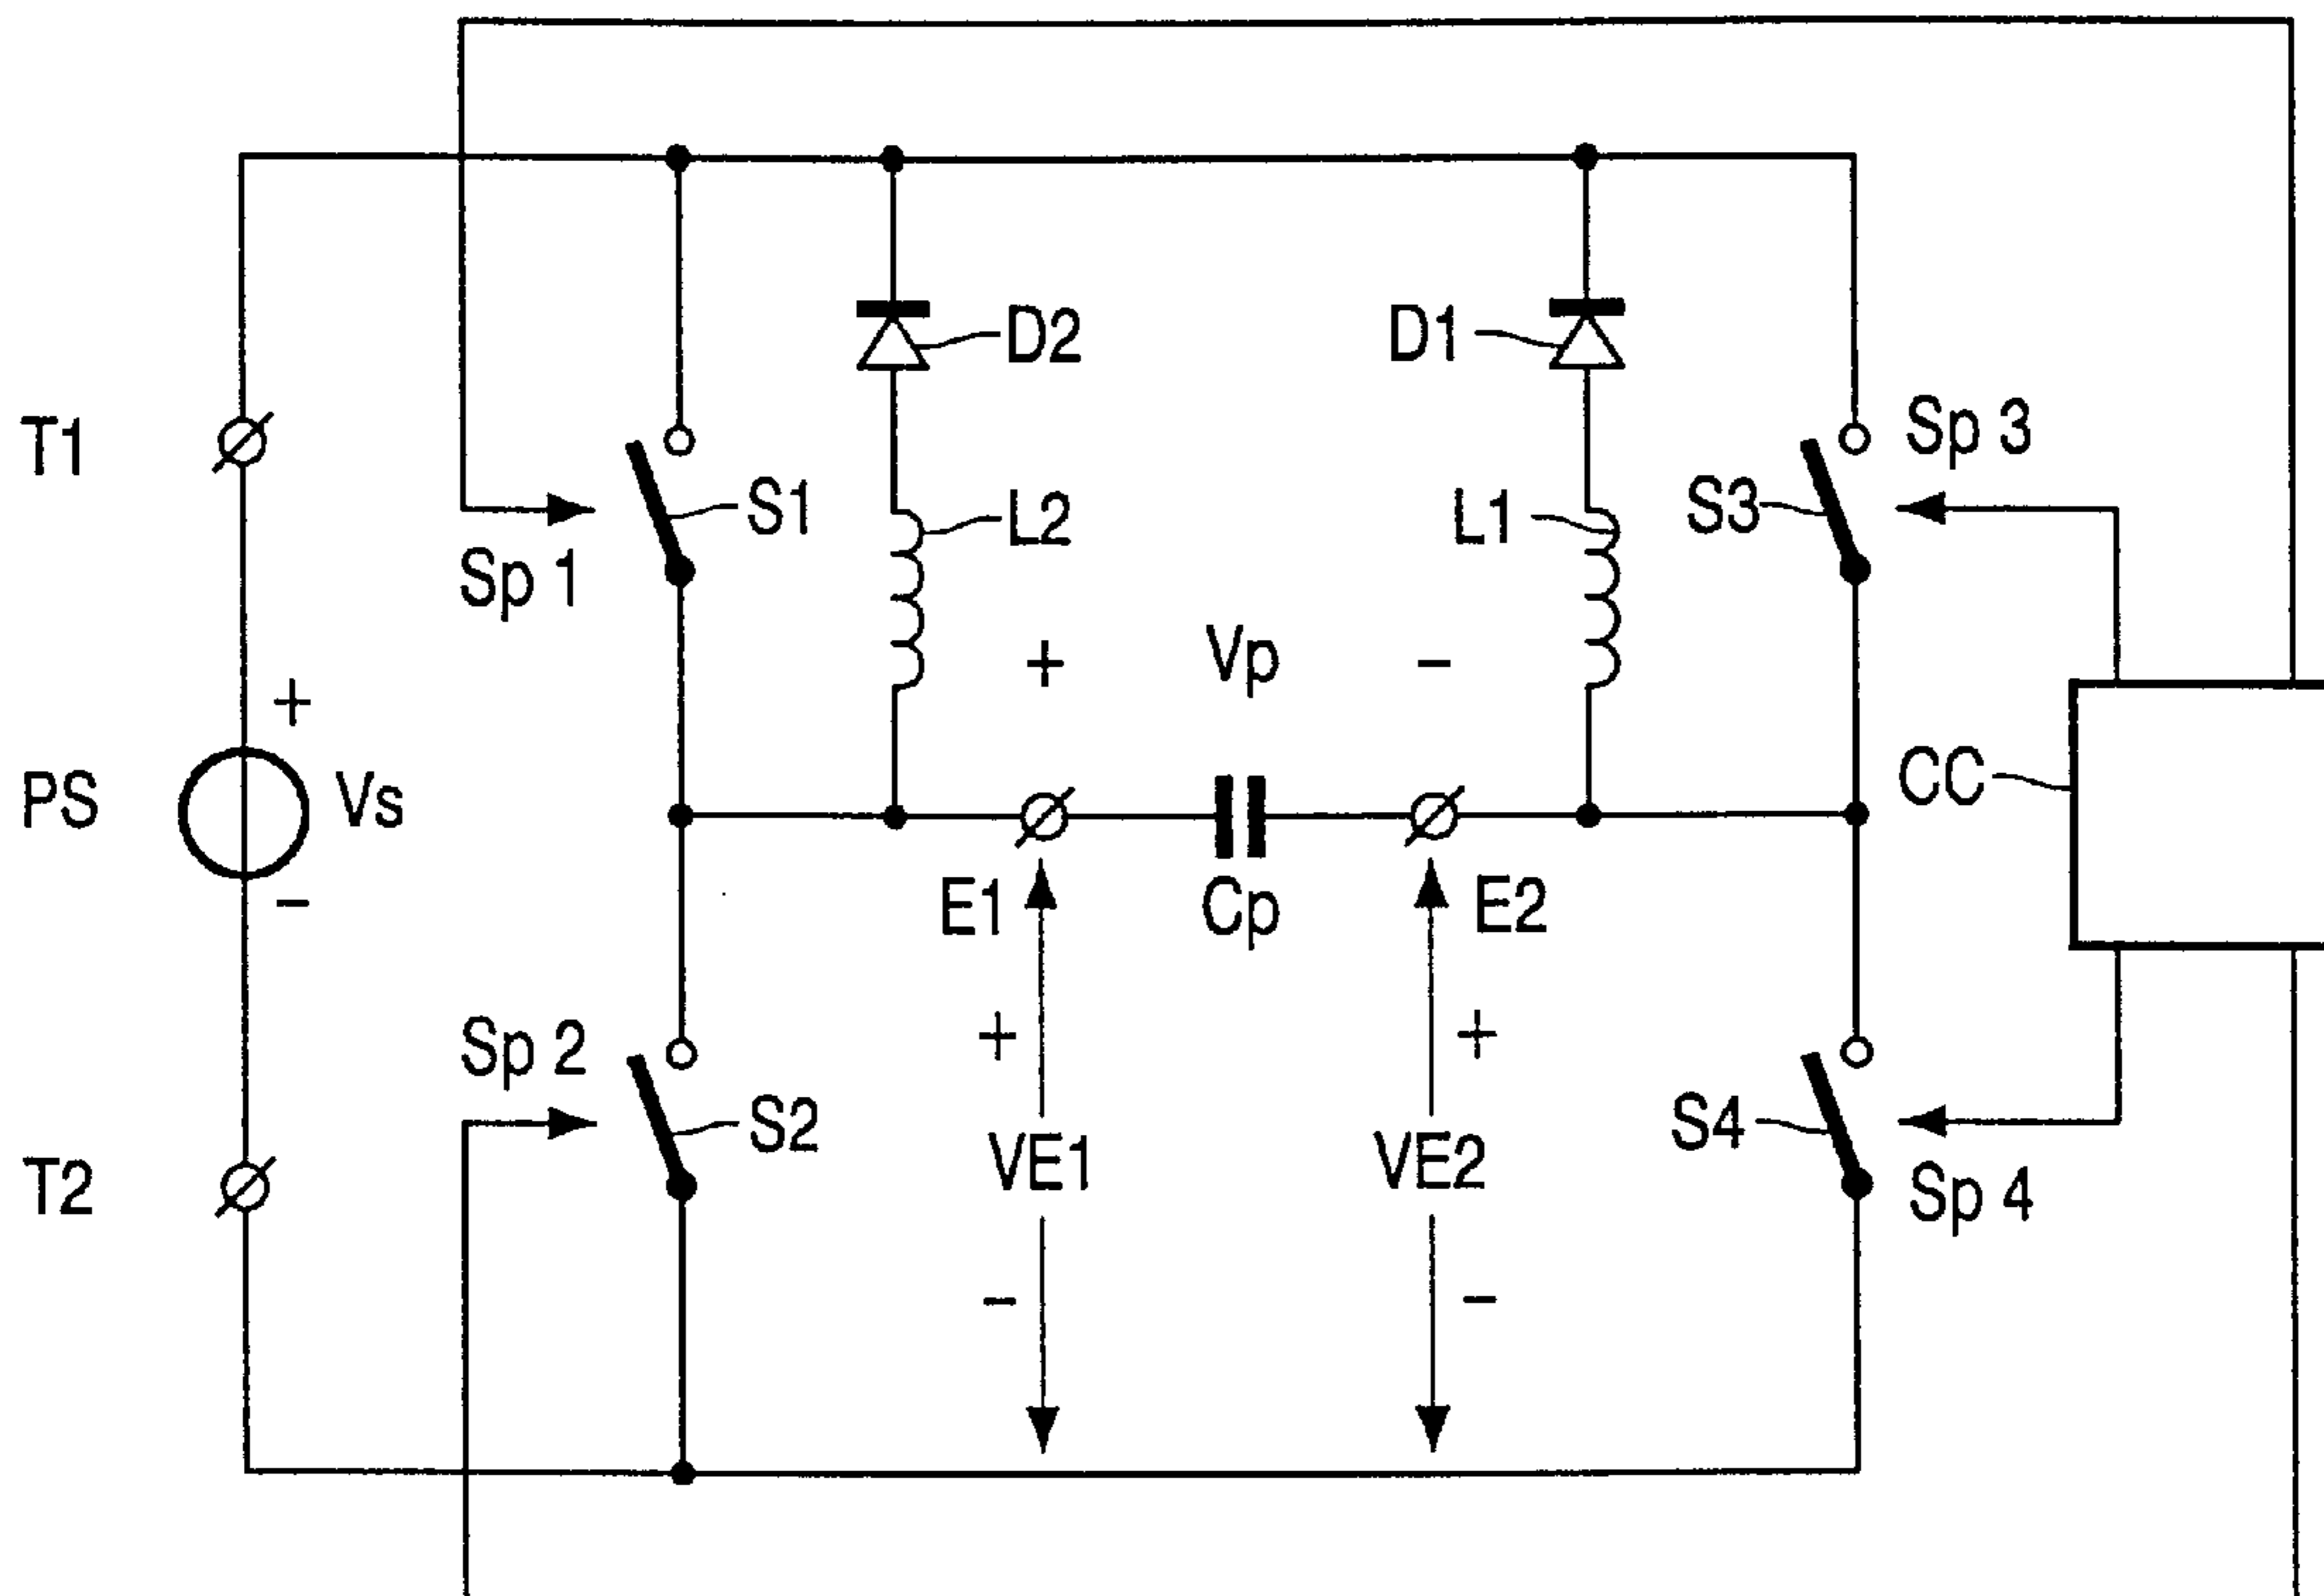 D2
D1
T1
Sp 3
S1
L2
L1
S3
Sp 1
+
Vp
-
+
PS
Vs
CC
-
E1
Cp
E2
Sp 2
+
+
S2
S4
VE1
VE2
T2
Sp 4
-
-